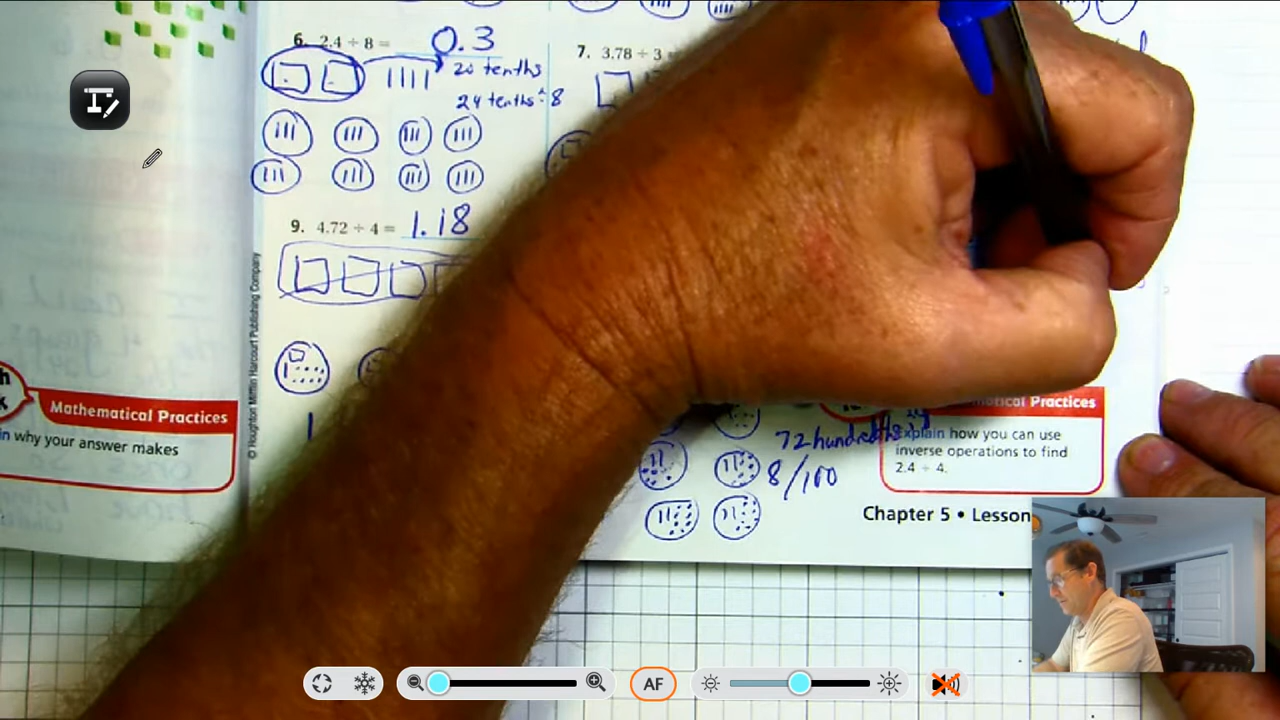 6. 2.4 ÷ 8 = 0.3
20 tenths
24 tenths ÷ 8
7. 3.78 ÷ 3 =
9. 4.72 ÷ 4 = 1.18
1
© Houghton Mifflin Harcourt Publishing Company
Mathematical Practices
why your answer makes
72 hundredths
8/100
Practices
Explain how you can use
inverse operations to find
2.4 ÷ 4.
Chapter 5 • Lesson
AF